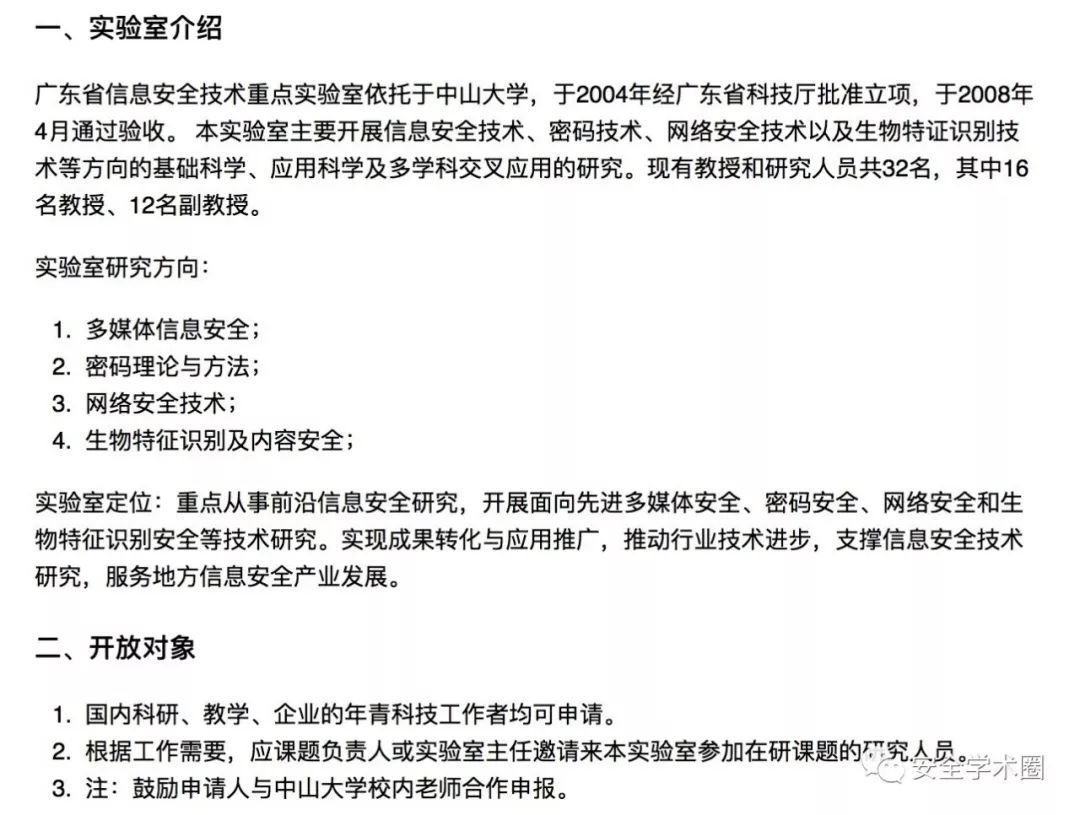 一、实验室介绍
广东省信息安全技术重点实验室依托于中山大学，于2004年经广东省科技厅批准立项，于2008年
4月通过验收。 本实验室主要开展信息安全技术、密码技术、网络安全技术以及生物特证识别技
术等方向的基础科学、应用科学及多学科交叉应用的研究。现有教授和研究人员共32名，其中16
名教授、12名副教授。
实验室研究方向：
1. 多媒体信息安全；
2. 密码理论与方法；
3. 网络安全技术；
4. 生物特征识别及内容安全；
实验室定位：重点从事前沿信息安全研究，开展面向先进多媒体安全、密码安全、网络安全和生
物特征识别安全等技术研究。实现成果转化与应用推广，推动行业技术进步，支撑信息安全技术
研究，服务地方信息安全产业发展。
二、开放对象
1. 国内科研、教学、企业的年青科技工作者均可申请。
2. 根据工作需要，应课题负责人或实验室主任邀请来本实验室参加在研课题的研究人员。
3. 注：鼓励申请人与中山大学校内老师合作申报。
安全学术圈